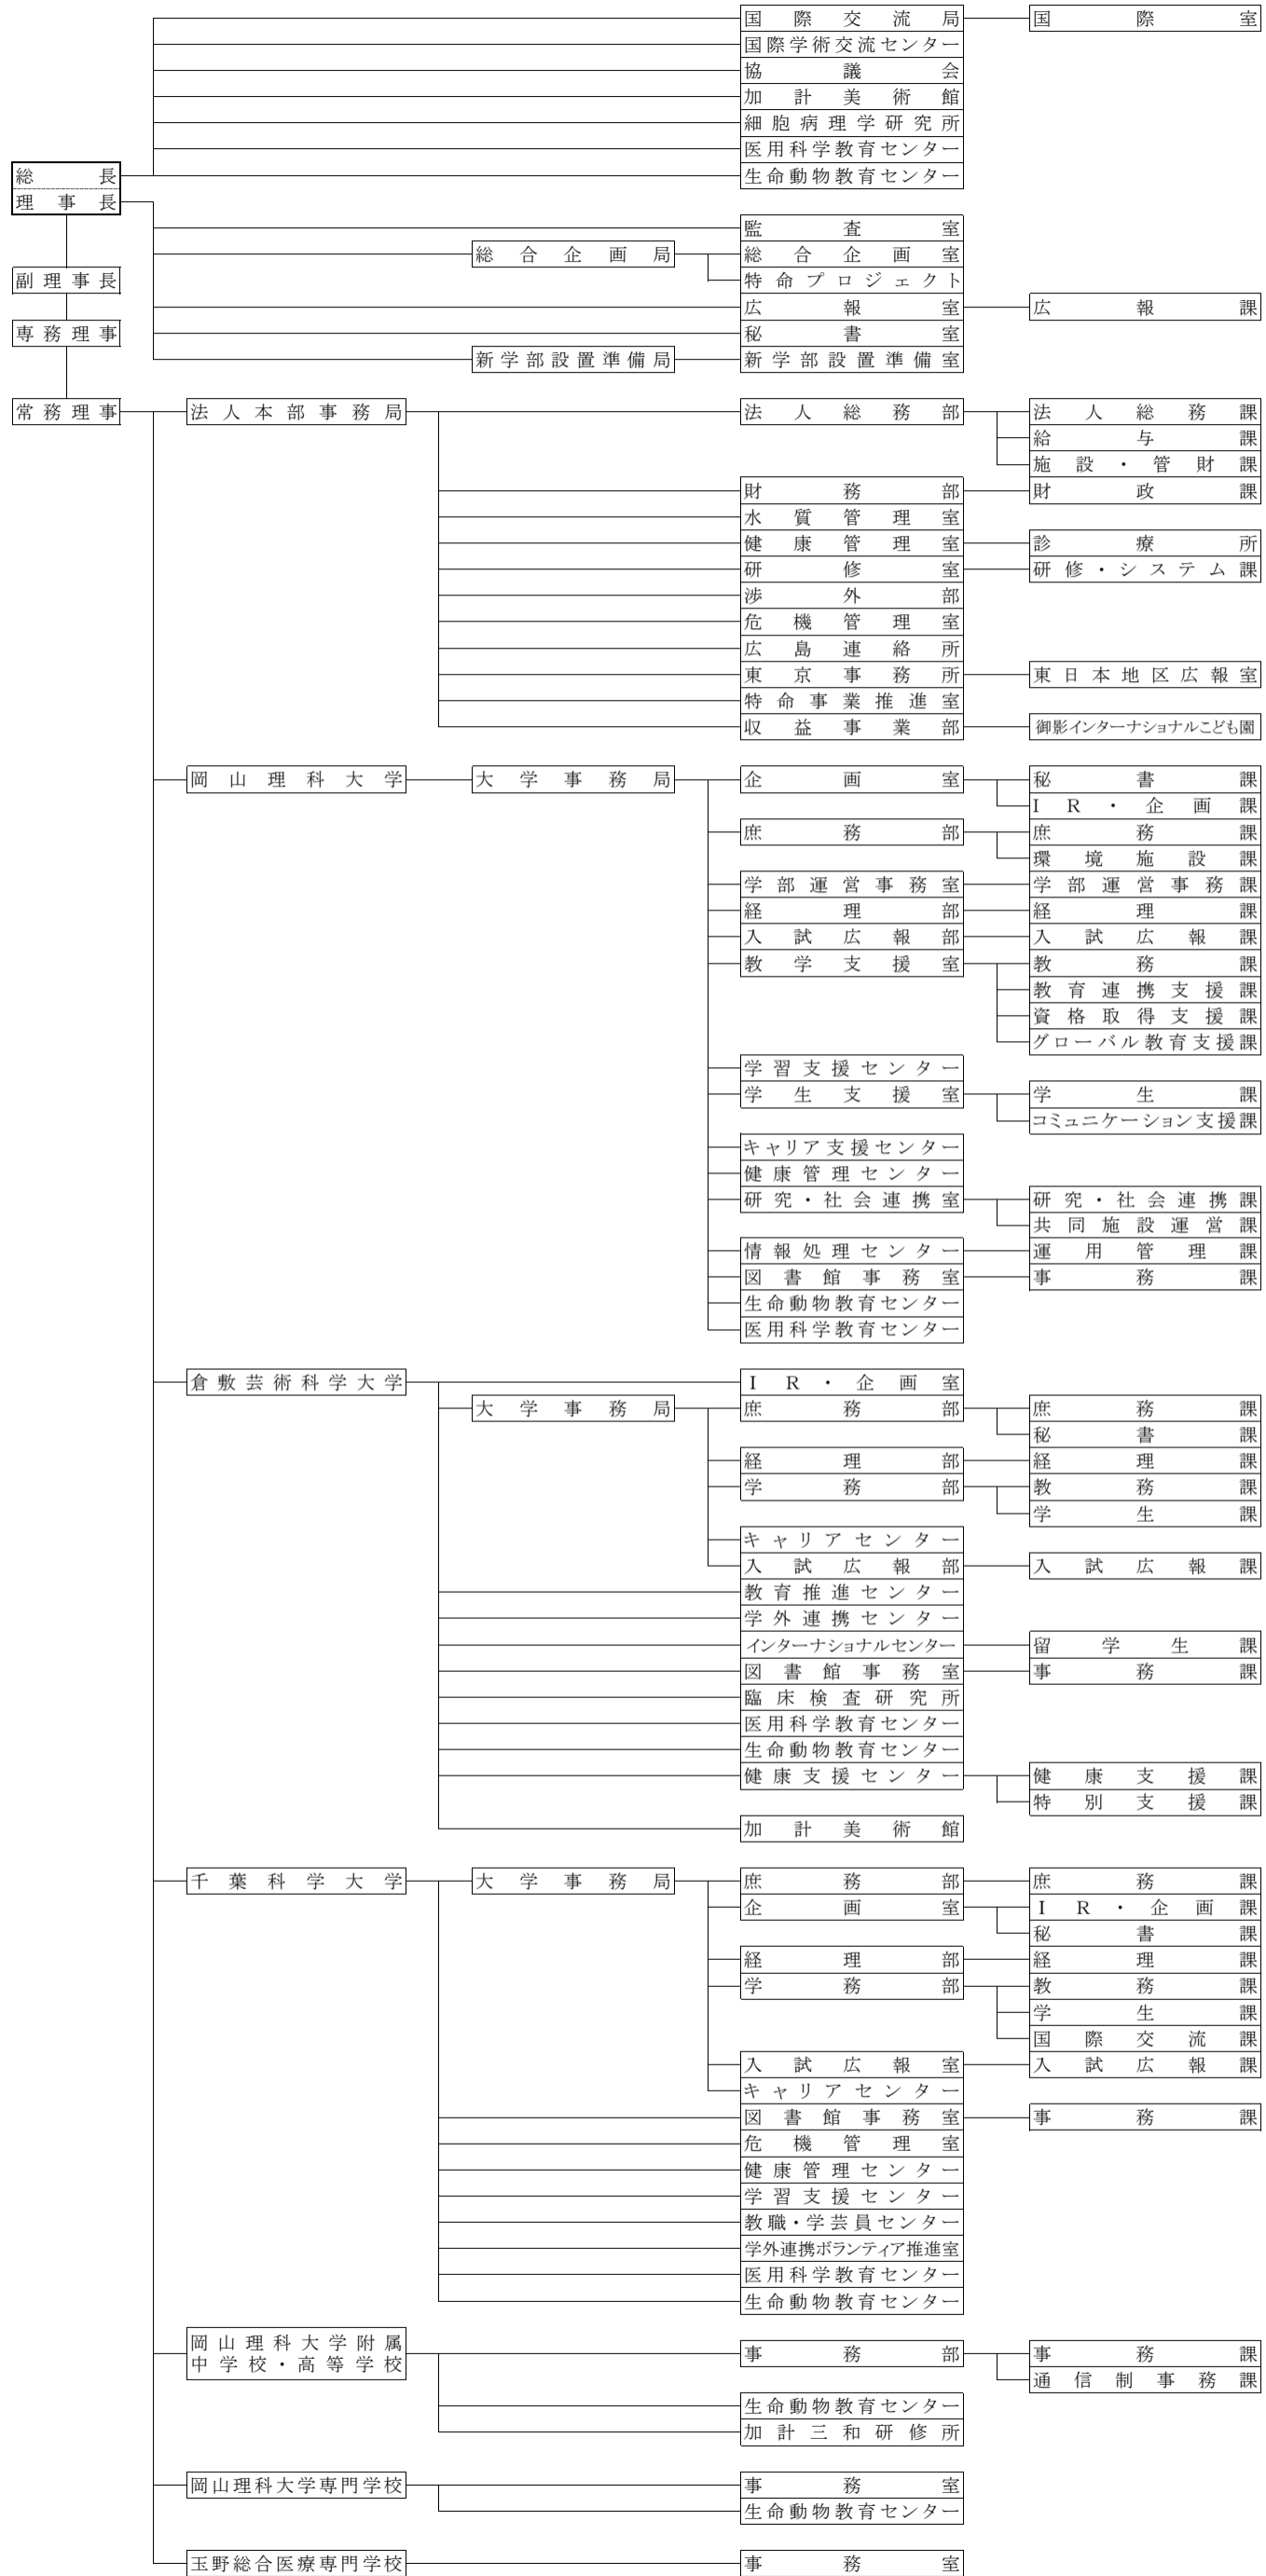 国際交流局 国際室
国際学術交流センター
協議会
加計美術館
細胞病理学研究所
医用科学教育センター
総長 生命動物教育センター
理事長
監査室
総合企画局 総合企画室
副理事長 特命プロジェクト
広報室 広報課
専務理事 秘書室
新学部設置準備局 新学部設置準備室
常務理事 法人本部事務局 法人総務部 法人総務課
給与課
施設・管財課
財務部 財政課
水質管理室
健康管理室 診療所
研修室 研修・システム課
渉外部
危機管理室
広島連絡所
東京事務所 東日本地区広報室
特命事業推進室
収益事業部 御影インターナショナルこども園
岡山理科大学 大学事務局 企画室 秘書課
IR・企画課
庶務部 庶務課
環境施設課
学部運営事務室 学部運営事務課
経理部 経理課
入試広報部 入試広報課
教学支援室 教務課
教育連携支援課
資格取得支援課
グローバル教育支援課
学習支援センター
学生支援室 学生課
コミュニケーション支援課
キャリア支援センター
健康管理センター
研究・社会連携室 研究・社会連携課
共同施設運営課
情報処理センター 運用管理課
図書館事務室 事務課
生命動物教育センター
医用科学教育センター
倉敷芸術科学大学 IR・企画室
大学事務局 庶務部 庶務課
秘書課
経理部 経理課
学務部 教務課
学生課
キャリアセンター
入試広報部 入試広報課
教育推進センター
学外連携センター
インターナショナルセンター 留学生課
図書館事務室 事務課
臨床検査研究所
医用科学教育センター
生命動物教育センター
健康支援センター 健康支援課
特別支援課
加計美術館
千葉科学大学 大学事務局 庶務部 庶務課
企画室 IR・企画課
秘書課
経理部 経理課
学務部 教務課
学生課
国際交流課
入試広報室 入試広報課
キャリアセンター
図書館事務室 事務課
危機管理室
健康管理センター
学習支援センター
教職・学芸員センター
学外連携ボランティア推進室
医用科学教育センター
生命動物教育センター
岡山理科大学附属
中学校・高等学校 事務部 事務課
通信制事務課
生命動物教育センター
加計三和研修所
岡山理科大学専門学校 事務室
生命動物教育センター
玉野総合医療専門学校 事務室